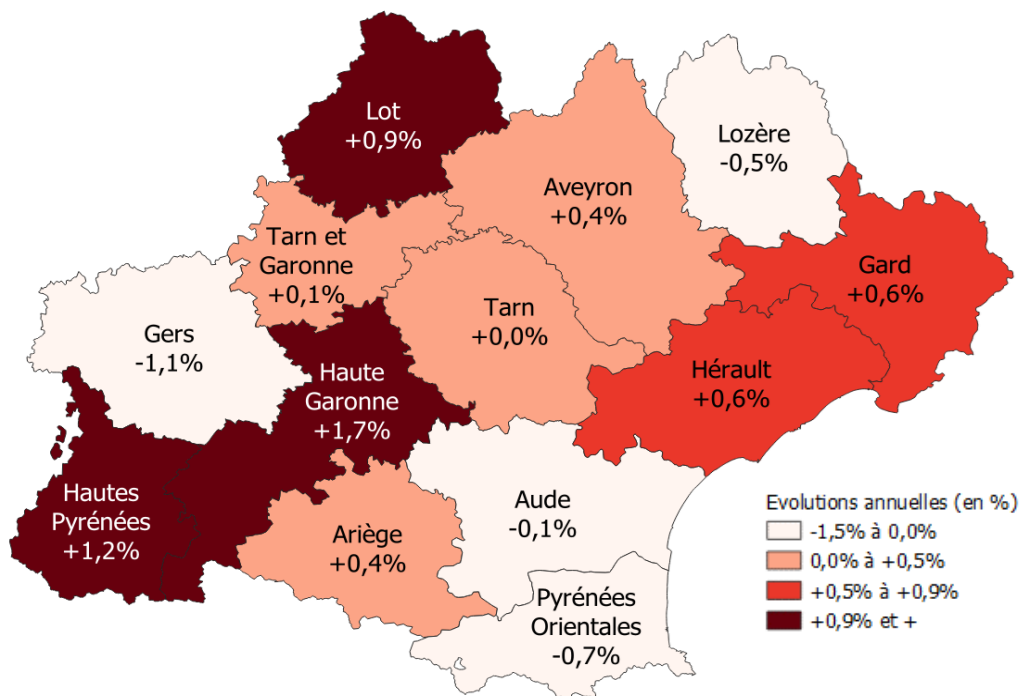 Lot
+0,9%
Lozère
-0,5%
Aveyron
+0,4%
Tarn et
Garonne
+0,1%
Gard
+0,6%
Tarn
+0,0%
Gers
-1,1%
Haute
Garonne
+1,7%
Hérault
+0,6%
Hautes
Pyrénées
+1,2%
Ariège
+0,4%
Aude
-0,1%
Pyrénées
Orientales
-0,7%
Evolutions annuelles (en %)
-1,5% à 0,0%
0,0% à +0,5%
+0,5% à +0,9%
+0,9% et +